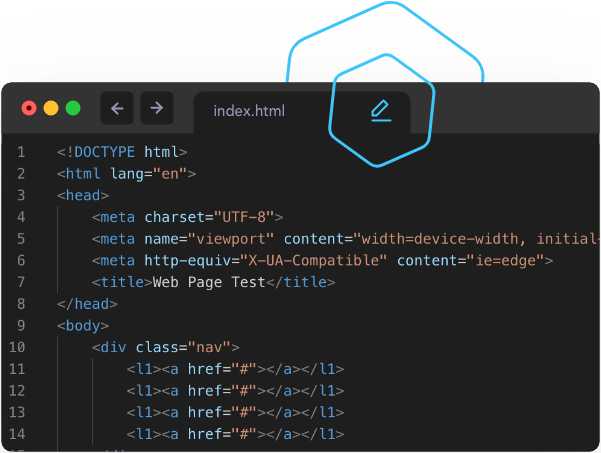 index.html
1 <!DOCTYPE html>
2 <html lang="en">
3 <head>
4 <meta charset="UTF-8">
5 <meta name="viewport" content="width=device-width, initial-
6 <meta http-equiv="X-UA-Compatible" content="ie=edge">
7 <title>Web Page Test</title>
8 </head>
9 <body>
10 <div class="nav">
11 <l1><a href="#"></a></l1>
12 <l1><a href="#"></a></l1>
13 <l1><a href="#"></a></l1>
14 <l1><a href="#"></a></l1>